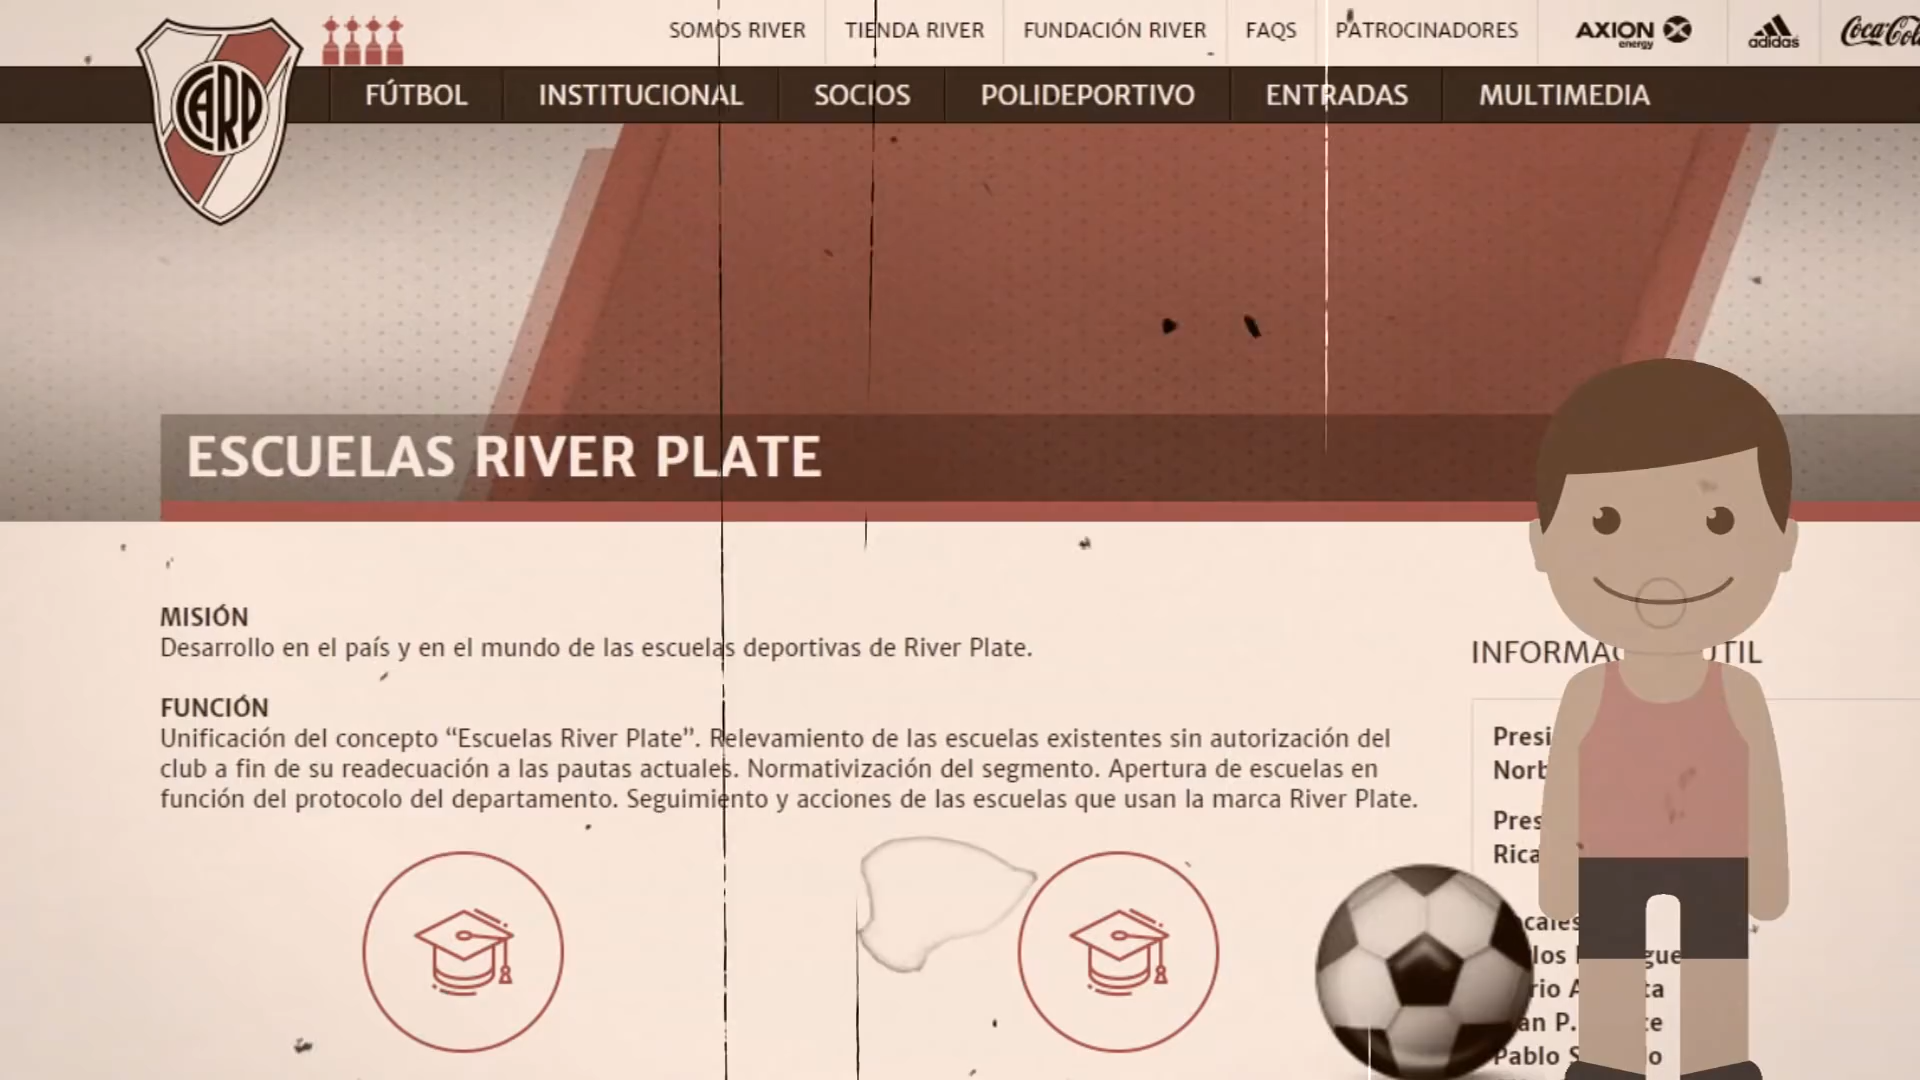 SOMOS RIVER
TIENDA RIVER
FUNDACIÓN RIVER
FAQS
PATROCINADORES
AXION
energy
adidas
CARP
FÚTBOL
INSTITUCIONAL
SOCIOS
POLIDEPORTIVO
ENTRADAS
MULTIMEDIA
ESCUELAS RIVER PLATE
MISIÓN
Desarrollo en el país y en el mundo de las escuelas deportivas de River Plate.
FUNCIÓN
Unificación del concepto “Escuelas River Plate”. Relevamiento de las escuelas existentes sin autorización del
club a fin de su readecuación a las pautas actuales. Normativización del segmento. Apertura de escuelas en
función del protocolo del departamento. Seguimiento y acciones de las escuelas que usan la marca River Plate.
Pablo